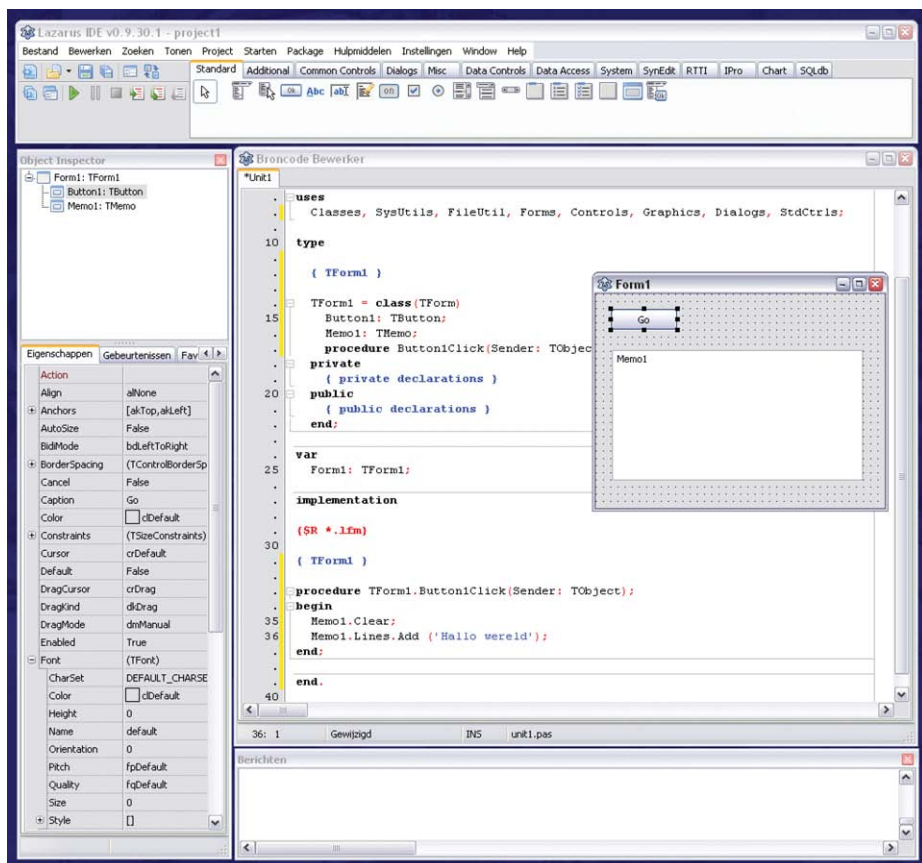 Lazarus IDE v0.9.30.1 - project1
Bestand Bewerken Zoeken Tonen Project Starten Package Hulpmiddelen Instellingen Window Help
Standard Additional Common Controls Dialogs Misc Data Controls Data Access System SynEdit RTTI IPro Chart SQLdb
Ok Abc abI on
Object Inspector
Form1: TForm1
Button1: TButton
Memo1: TMemo
Eigenschappen Gebeurtenissen Fav
Action
Align alNone
Anchors [akTop,akLeft]
AutoSize False
BidiMode bdLeftToRight
BorderSpacing (TControlBorderSp
Cancel False
Caption Go
Color clDefault
Constraints (TSizeConstraints)
Cursor crDefault
Default False
DragCursor crDrag
DragKind dkDrag
DragMode dmManual
Enabled True
Font (TFont)
CharSet DEFAULT_CHARSE
Color clDefault
Height 0
Name default
Orientation 0
Pitch fpDefault
Quality fqDefault
Size 0
Style []
Broncode Bewerker
*Unit1
uses
Classes, SysUtils, FileUtil, Forms, Controls, Graphics, Dialogs, StdCtrls;
10 type
{ TForm1 }
TForm1 = class(TForm)
15 Button1: TButton;
Memo1: TMemo;
procedure Button1Click(Sender: TObjec
private
{ private declarations }
20 public
{ public declarations }
end;
var
25 Form1: TForm1;
implementation
{$R *.lfm}
30
{ TForm1 }
procedure TForm1.Button1Click(Sender: TObject);
begin
35 Memo1.Clear;
36 Memo1.Lines.Add ('Hallo wereld');
end;
end.
40
36: 1 Gewijzigd INS unit1.pas
Form1
Go
Memo1
Berichten